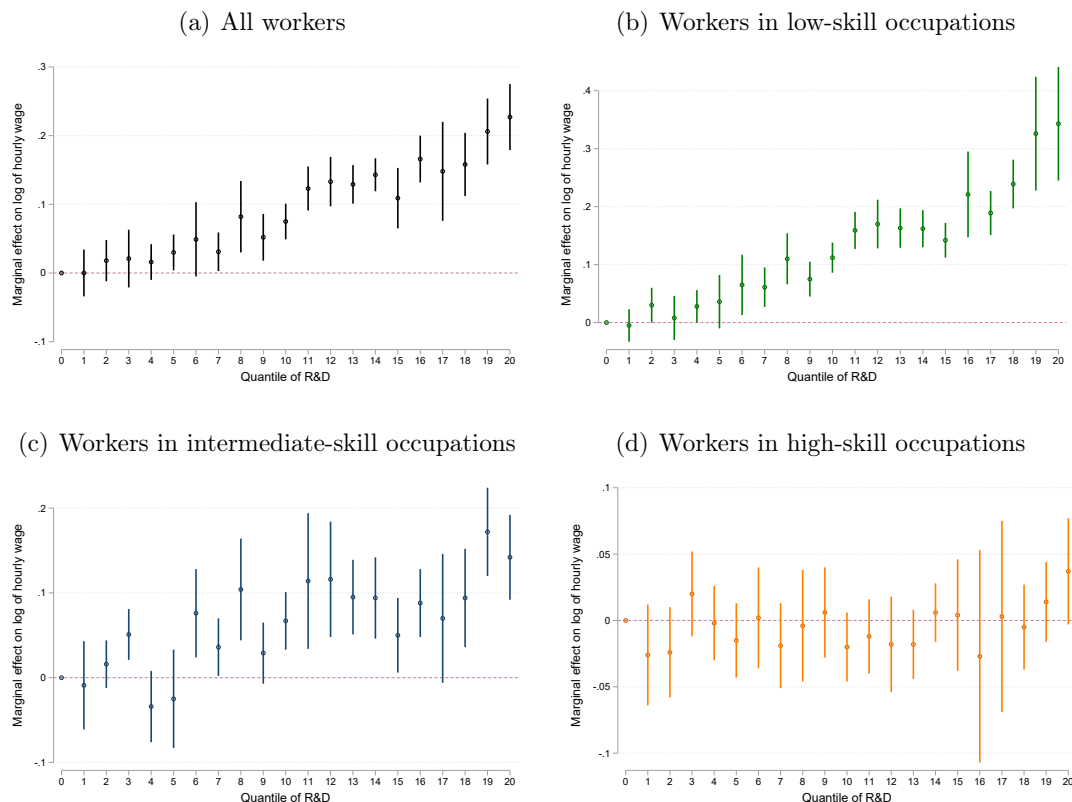 (a) All workers
Marginal effect on log of hourly wage
.3
.2
.1
0
-.1
0 1 2 3 4 5 6 7 8 9 10 11 12 13 14 15 16 17 18 19 20
Quantile of R&D
(b) Workers in low-skill occupations
Marginal effect on log of hourly wage
.4
.3
.2
.1
0
0 1 2 3 4 5 6 7 8 9 10 11 12 13 14 15 16 17 18 19 20
Quantile of R&D
(c) Workers in intermediate-skill occupations
Marginal effect on log of hourly wage
.2
.1
0
-.1
0 1 2 3 4 5 6 7 8 9 10 11 12 13 14 15 16 17 18 19 20
Quantile of R&D
(d) Workers in high-skill occupations
Marginal effect on log of hourly wage
.1
.05
0
-.05
-.1
0 1 2 3 4 5 6 7 8 9 10 11 12 13 14 15 16 17 18 19 20
Quantile of R&D